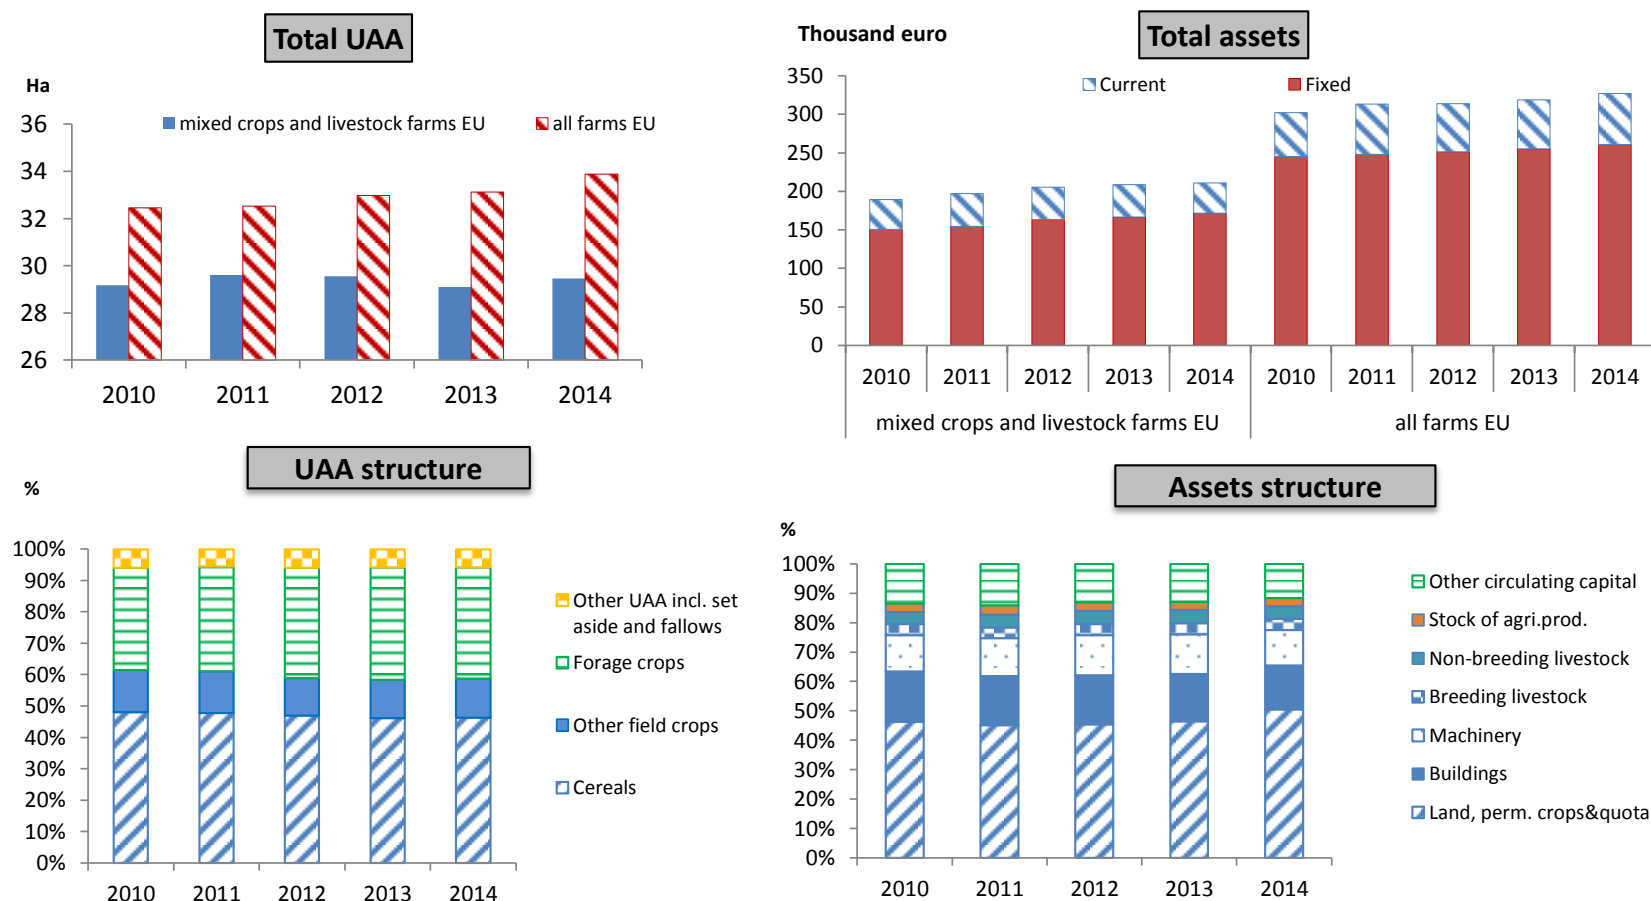 Total UAA
Ha
mixed crops and livestock farms EU
all farms EU
36
34
32
30
28
26
2010
2011
2012
2013
2014
Thousand euro
Total assets
Current
Fixed
350
300
250
200
150
100
50
0
2010
2011
2012
2013
2014
2010
2011
2012
2013
2014
mixed crops and livestock farms EU
all farms EU
UAA structure
%
100%
90%
80%
70%
60%
50%
40%
30%
20%
10%
0%
2010
2011
2012
2013
2014
Other UAA incl. set
aside and fallows
Forage crops
Other field crops
Cereals
Assets structure
%
100%
90%
80%
70%
60%
50%
40%
30%
20%
10%
0%
2010
2011
2012
2013
2014
Other circulating capital
Stock of agri.prod.
Non-breeding livestock
Breeding livestock
Machinery
Buildings
Land, perm. crops&quota